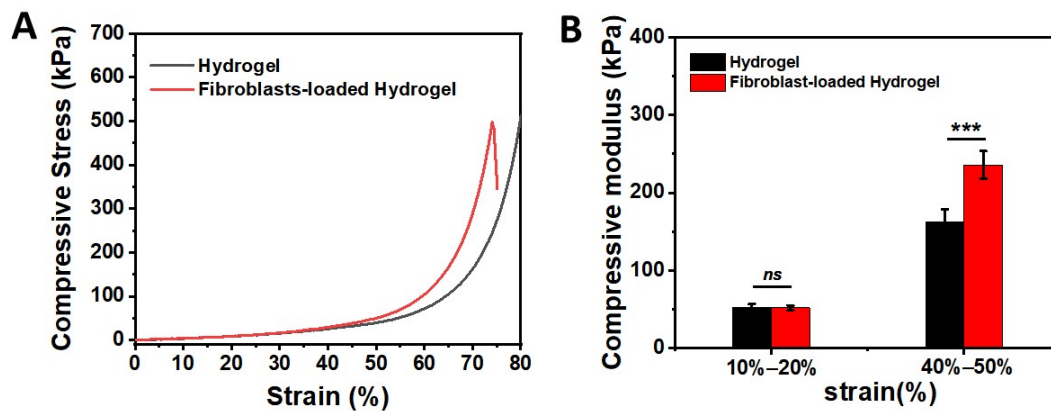 A
Compressive Stress (kPa)
700
600
500
400
300
200
100
0
Hydrogel
Fibroblasts-loaded Hydrogel
0 10 20 30 40 50 60 70 80
Strain (%)
B
Compressive modulus (kPa)
400
300
200
100
0
Hydrogel
Fibroblast-loaded Hydrogel
ns
***
10%–20% 40%–50%
strain(%)